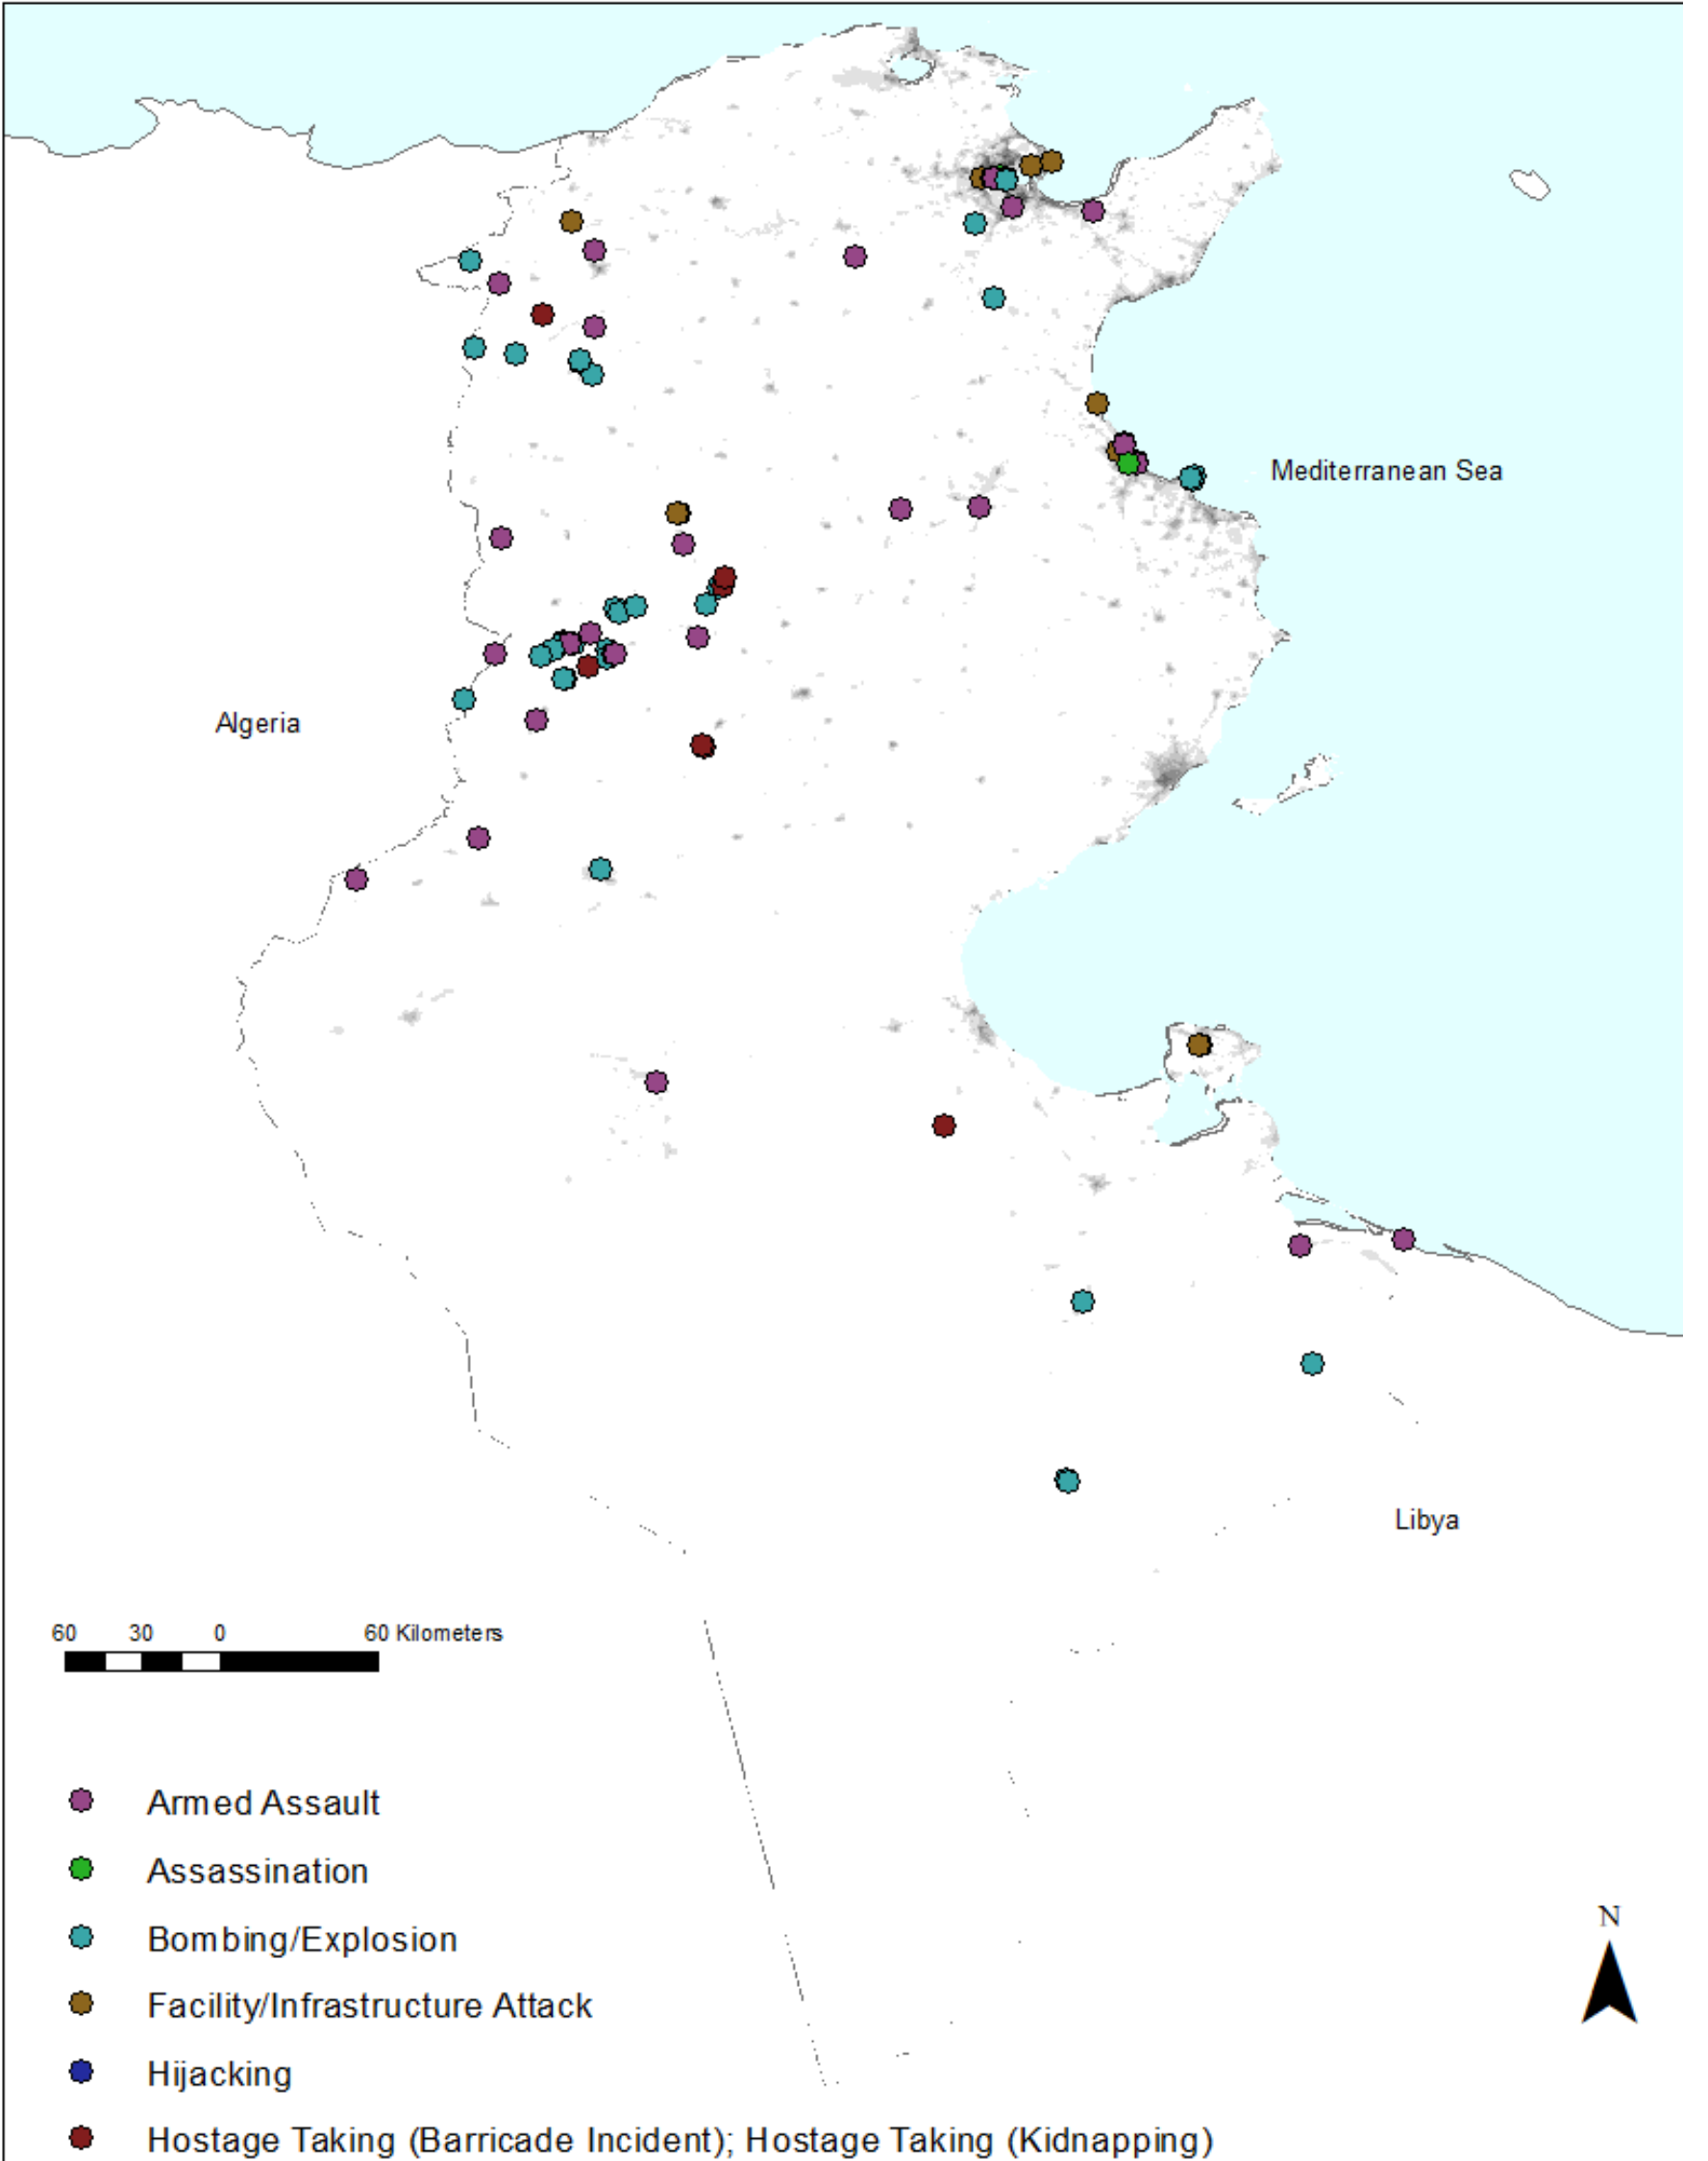 Mediterranean Sea
Algeria
Libya
60 30 0 60 Kilometers
Armed Assault
Assassination
Bombing/Explosion
Facility/Infrastructure Attack
Hijacking
Hostage Taking (Barricade Incident); Hostage Taking (Kidnapping)
N